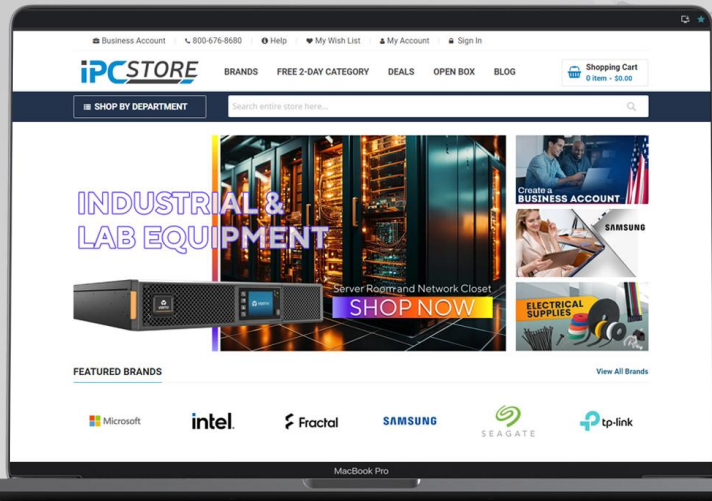 Business Account
800-676-8680
Help
My Wish List
My Account
Sign In
iPCSTORE
BRANDS
FREE 2-DAY CATEGORY
DEALS
OPEN BOX
BLOG
Shopping Cart
0 item - $0.00
SHOP BY DEPARTMENT
Search entire store here...
INDUSTRIAL &
LAB EQUIPMENT
Server Room and Network Closet
SHOP NOW
Create a
BUSINESS ACCOUNT
SAMSUNG
ELECTRICAL
SUPPLIES
FEATURED BRANDS
View All Brands
Microsoft
intel.
Fractal
SAMSUNG
SEAGATE
tp-link
MacBook Pro